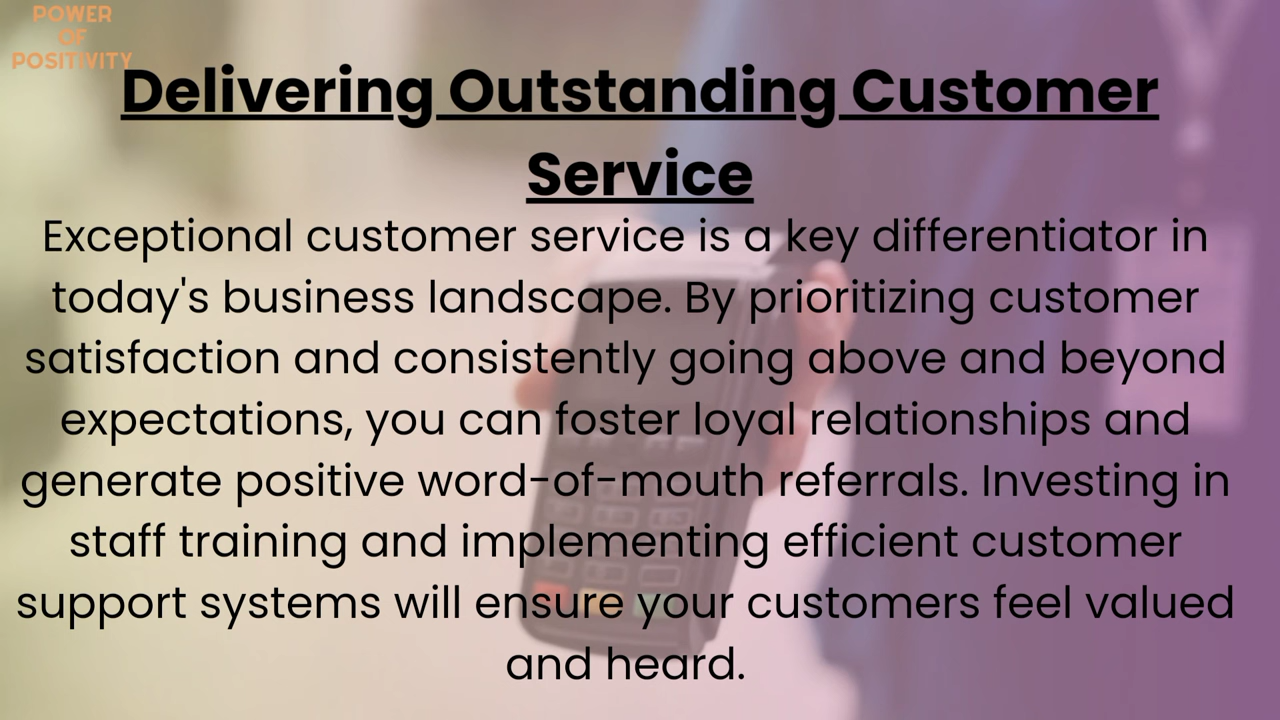 POWER
OF
POSITIVITY
Delivering Outstanding Customer
Service
Exceptional customer service is a key differentiator in
today's business landscape. By prioritizing customer
satisfaction and consistently going above and beyond
expectations, you can foster loyal relationships and
generate positive word-of-mouth referrals. Investing in
staff training and implementing efficient customer
support systems will ensure your customers feel valued
and heard.